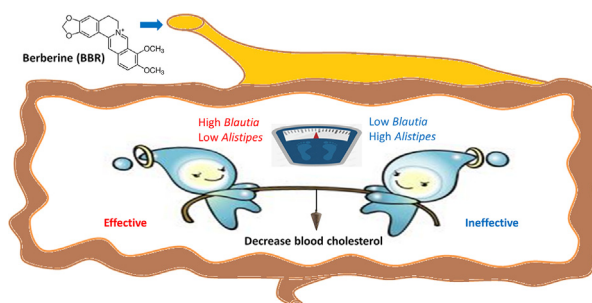 O
O
N+
OCH₃
OCH₃
Berberine (BBR)
High Blautia
Low Alistipes
Low Blautia
High Alistipes
Effective
Ineffective
Decrease blood cholesterol